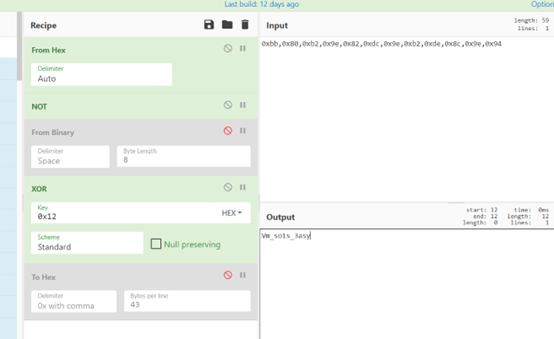 Last build: 12 days ago
Option
Recipe
From Hex
Delimiter
Auto
NOT
From Binary
Delimiter
Space
Byte Length
8
XOR
Key
0x12
HEX
Scheme
Standard
Null preserving
To Hex
Delimiter
0x with comma
Bytes per line
43
Input
length: 59
lines: 1
0xbb,0x80,0xb2,0x9e,0x82,0xdc,0x9e,0xb2,0xde,0x8c,0x9e,0x94
Output
start: 12 time: 0ms
end: 12 length: 12
length: 0 lines: 1
Vm_so1s_3asy